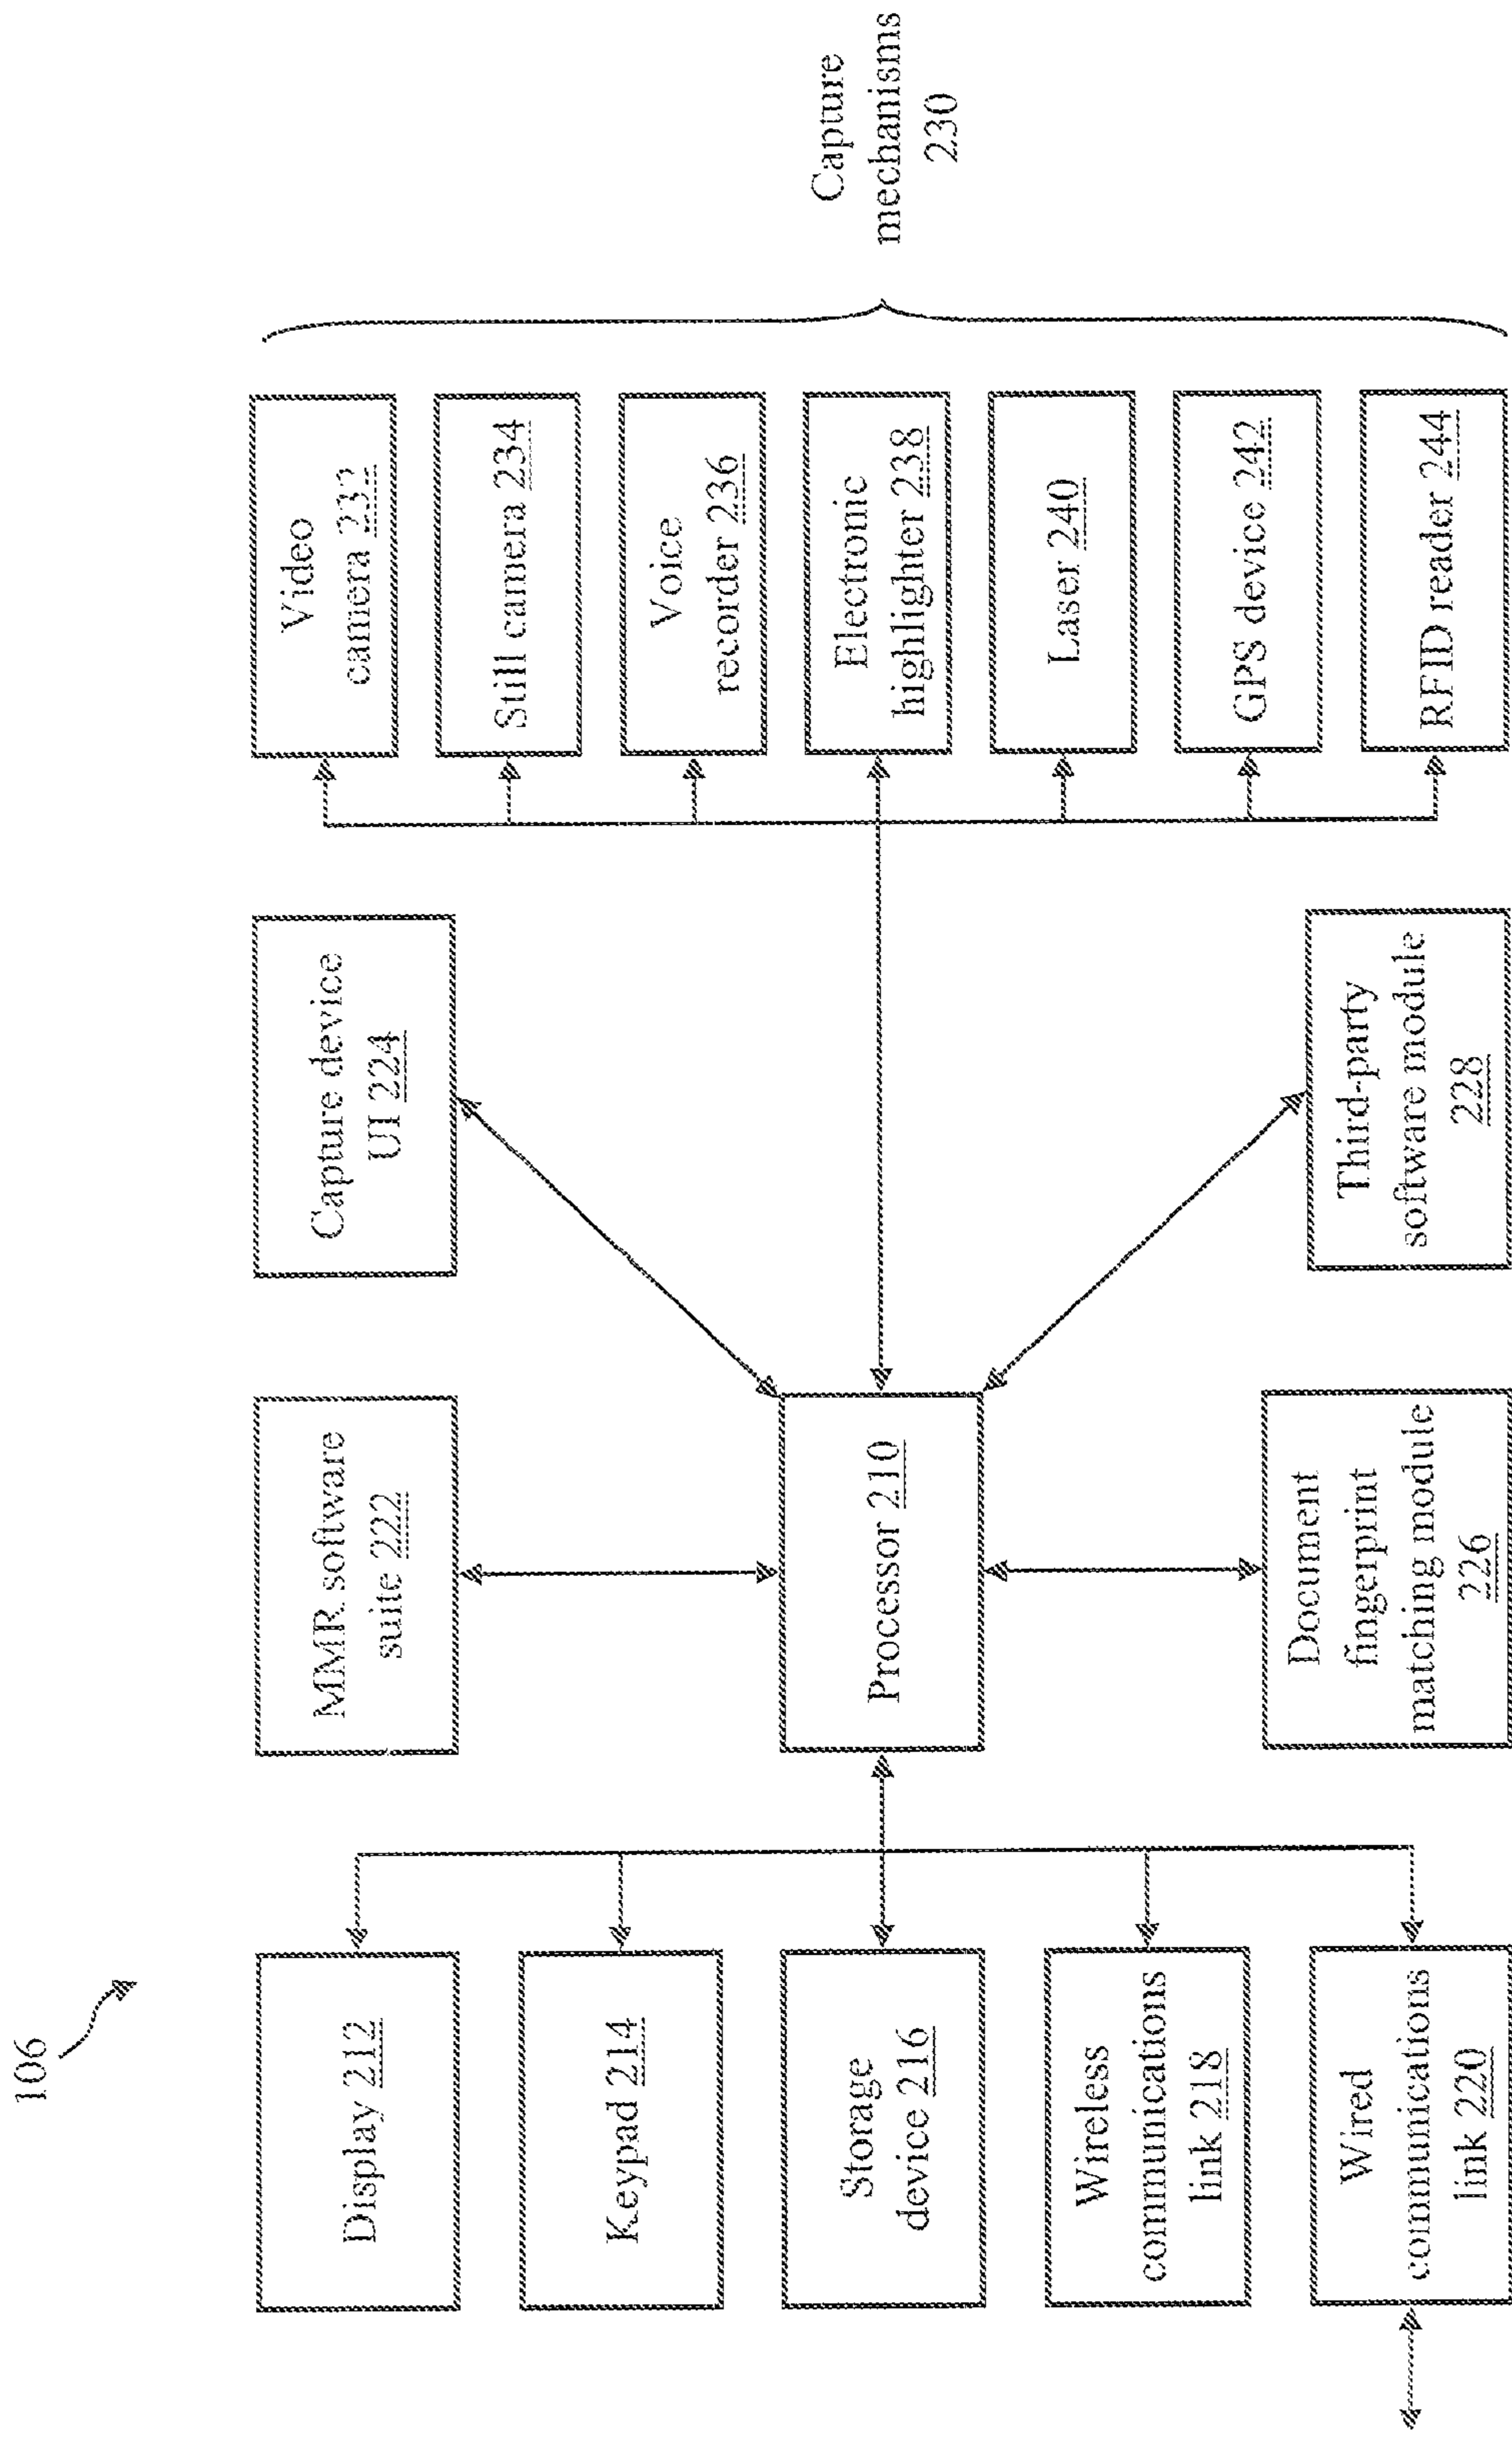 106
Display 212
Keypad 214
Storage
device 216
Wireless
communications
link 218
Wired
communications
link 220
MMR software
suite 222
Processor 210
Document
fingerprint
matching module
226
Capture device
UI 224
Third-party
software module
228
Video
camera 232
Still camera 234
Voice
recorder 236
Electronic
highlighter 238
Laser 240
GPS device 242
RFID reader 244
Capture
mechanisms
230